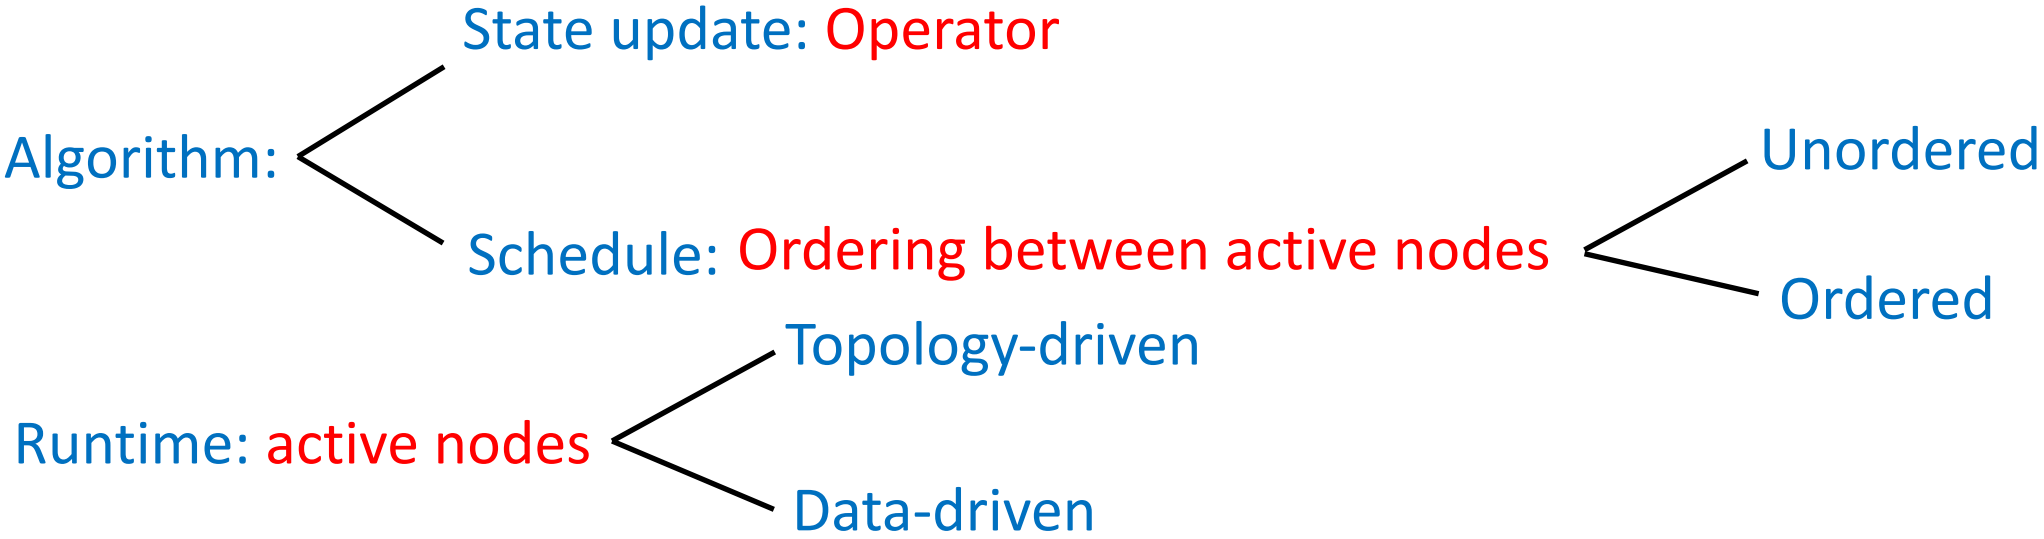 State update: Operator
Algorithm:
Unordered
Schedule: Ordering between active nodes
Ordered
Topology-driven
Runtime: active nodes
Data-driven